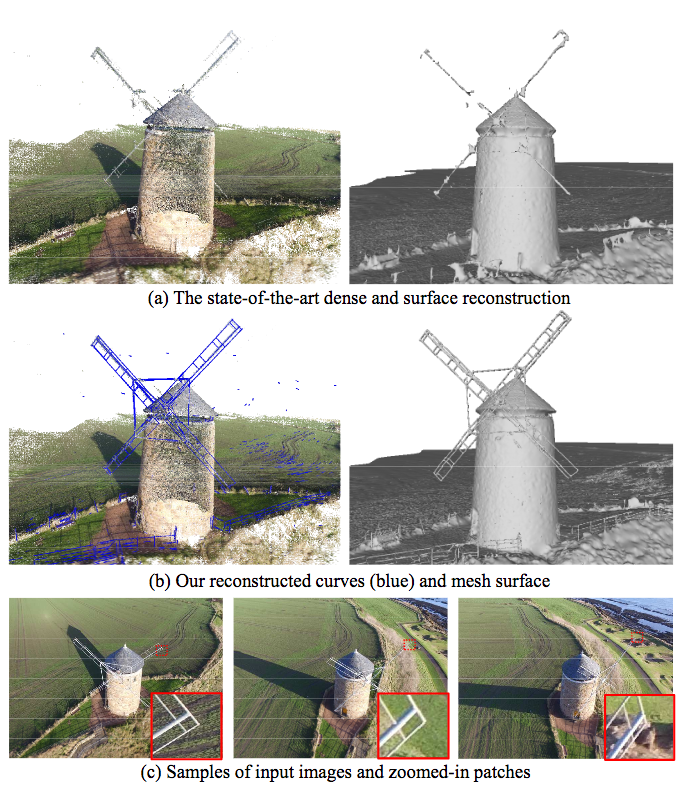 (a) The state-of-the-art dense and surface reconstruction
(b) Our reconstructed curves (blue) and mesh surface
(c) Samples of input images and zoomed-in patches